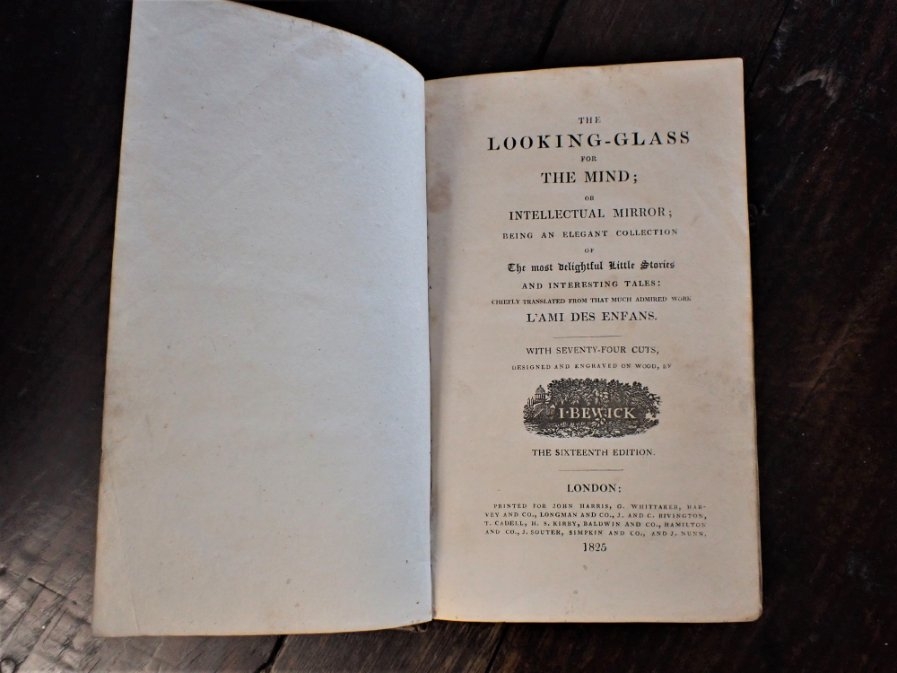 THE
LOOKING-GLASS
FOR
THE MIND;
OR
INTELLECTUAL MIRROR;
BEING AN ELEGANT COLLECTION
OF
The most delightful Little Stories
AND INTERESTING TALES:
CHIEFLY TRANSLATED FROM THAT MUCH ADMIRED WORK
L'AMI DES ENFANS.
WITH SEVENTY-FOUR CUTS,
DESIGNED AND ENGRAVED ON WOOD, BY
I·BEWICK
THE SIXTEENTH EDITION.
LONDON:
PRINTED FOR JOHN HARRIS, G. WHITTAKER, HAR-
VEY AND CO., LONGMAN AND CO., J. AND C. RIVINGTON,
T. CADELL, H. S. KIRBY, BALDWIN AND CO., HAMILTON
AND CO., J. SOUTER, SIMPKIN AND CO., AND J. NUNN.
1825